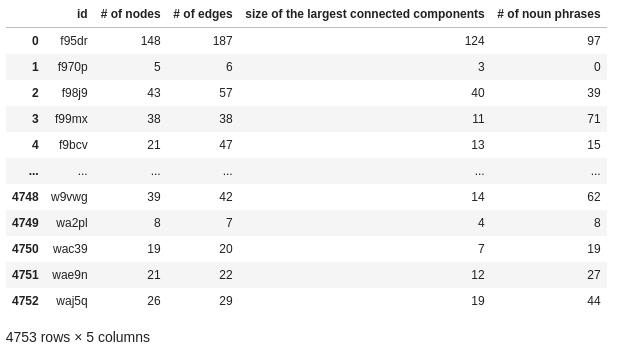 id # of nodes # of edges size of the largest connected components # of noun phrases
0 f95dr 148 187 124 97
1 f970p 5 6 3 0
2 f98j9 43 57 40 39
3 f99mx 38 38 11 71
4 f9bcv 21 47 13 15
... ... ... ... ... ...
4748 w9vwg 39 42 14 62
4749 wa2pl 8 7 4 8
4750 wac39 19 20 7 19
4751 wae9n 21 22 12 27
4752 waj5q 26 29 19 44
4753 rows × 5 columns